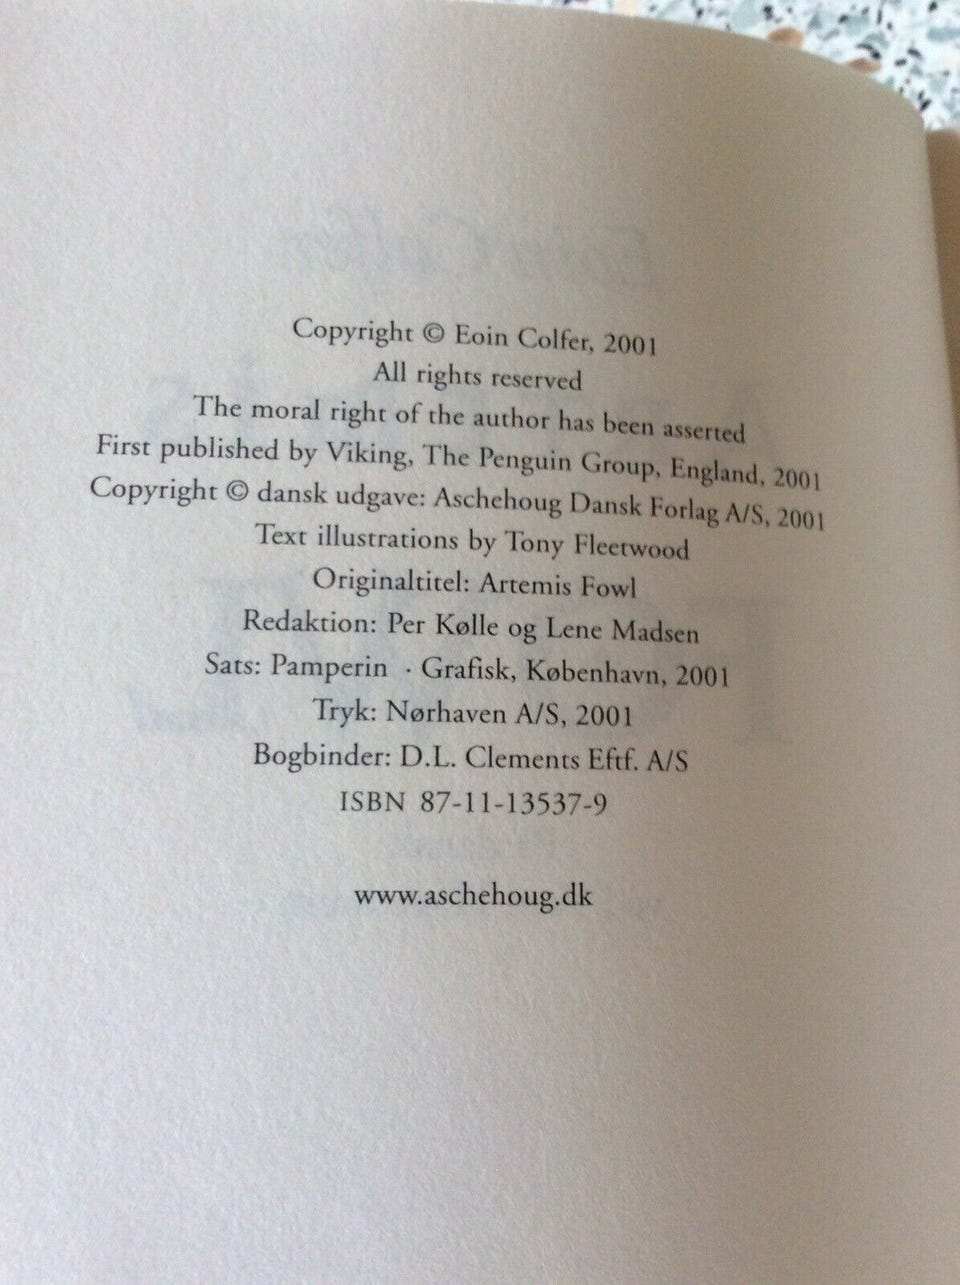 Copyright © Eoin Colfer, 2001
All rights reserved
The moral right of the author has been asserted
First published by Viking, The Penguin Group, England, 2001
Copyright © dansk udgave: Aschehoug Dansk Forlag A/S, 2001
Text illustrations by Tony Fleetwood
Originaltitel: Artemis Fowl
Redaktion: Per Kølle og Lene Madsen
Sats: Pamperin · Grafisk, København, 2001
Tryk: Nørhaven A/S, 2001
Bogbinder: D.L. Clements Eftf. A/S
ISBN 87-11-13537-9
www.aschehoug.dk